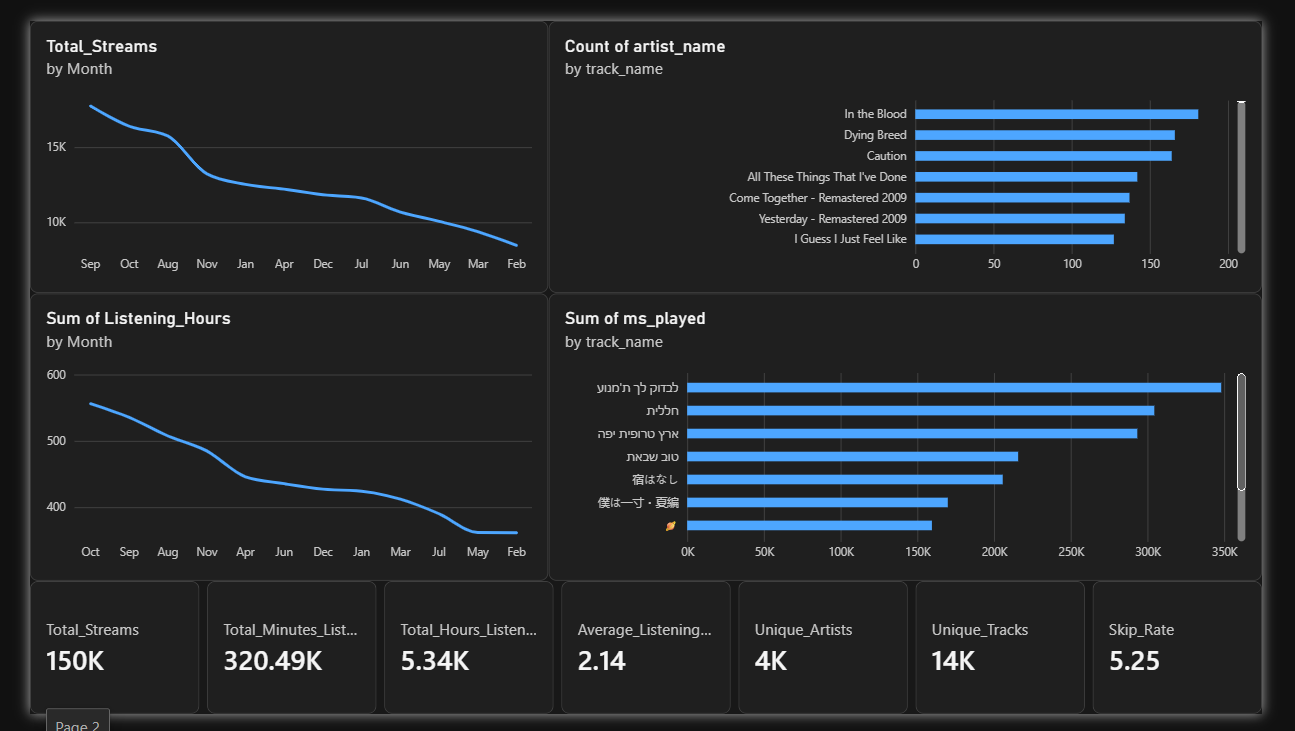 Total_Streams
by Month
15K
10K
Sep Oct Aug Nov Jan Apr Dec Jul Jun May Mar Feb
Count of artist_name
by track_name
In the Blood
Dying Breed
Caution
All These Things That I've Done
Come Together - Remastered 2009
Yesterday - Remastered 2009
I Guess I Just Feel Like
0 50 100 150 200
Sum of Listening_Hours
by Month
600
500
400
Oct Sep Aug Nov Apr Jun Dec Jan Mar Jul May Feb
Sum of ms_played
by track_name
לבדוק לך ת'מנוע
חללית
ארץ טרופית יפה
טוב שבאת
宿はなし
僕は一寸・夏編
🪐
0K 50K 100K 150K 200K 250K 300K 350K
Total_Streams
150K
Total_Minutes_List...
320.49K
Total_Hours_Listen...
5.34K
Average_Listening...
2.14
Unique_Artists
4K
Unique_Tracks
14K
Skip_Rate
5.25
Page 2